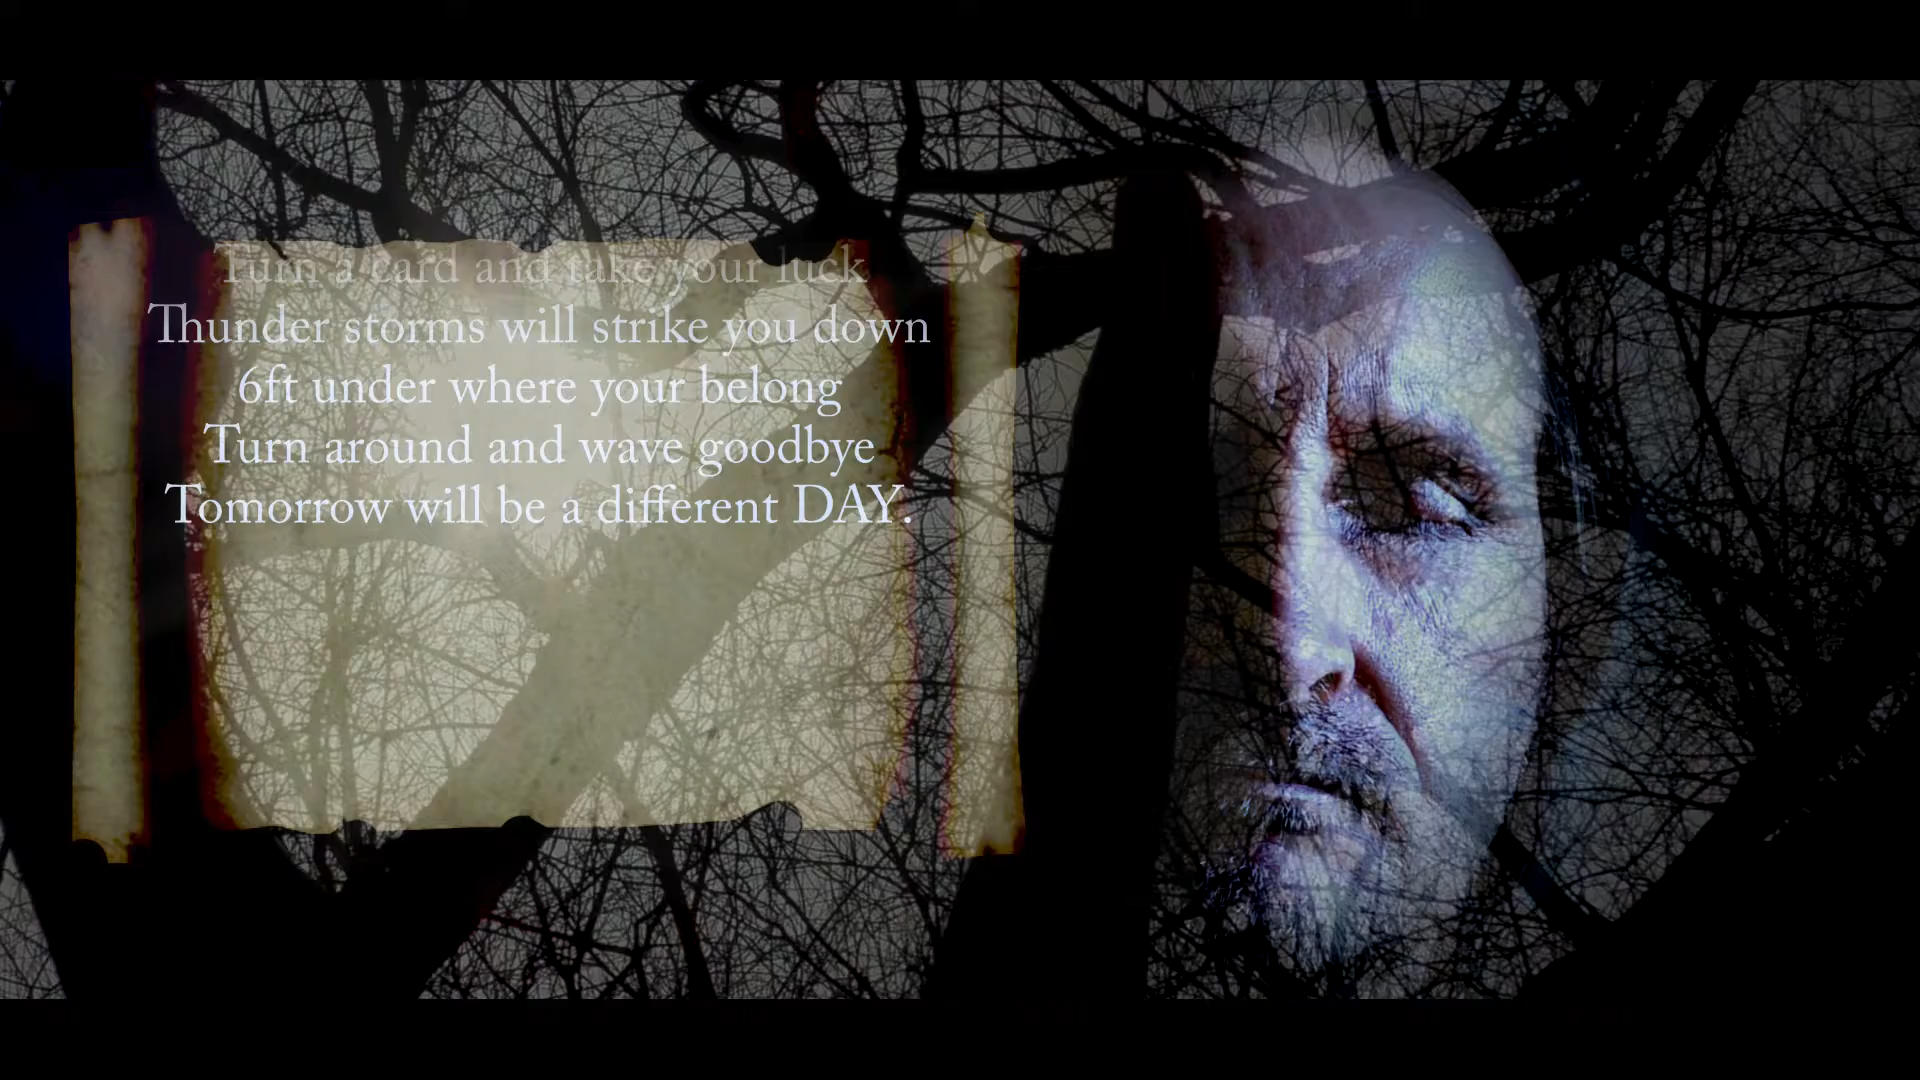 Turn a card and take your luck
Thunder storms will strike you down
6ft under where your belong
Turn around and wave goodbye
Tomorrow will be a different DAY.